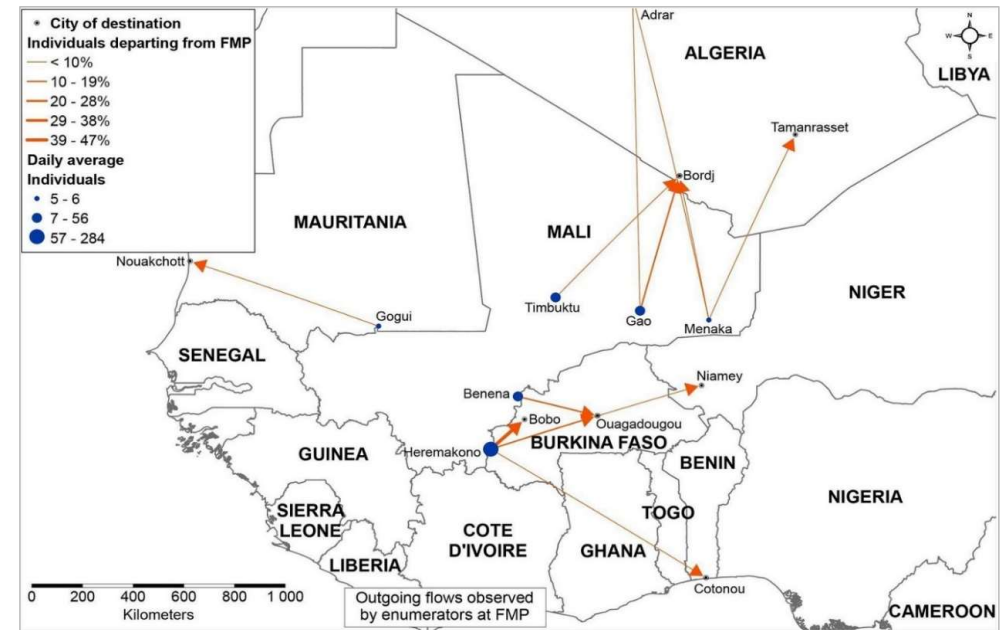 City of destination
Individuals departing from FMP
< 10%
10 - 19%
20 - 28%
29 - 38%
39 - 47%
Daily average
Individuals
5 - 6
7 - 56
57 - 284
Adrar
ALGERIA
N
W E
S
LIBYA
Tamanrasset
Bordj
MAURITANIA
MALI
Nouakchott
NIGER
Timbuktu
Gogui
Gao
Menaka
SENEGAL
Niamey
Benena
Bobo
Ouagadougou
BURKINA FASO
Heremakono
GUINEA
BENIN
NIGERIA
SIERRA
LEONE
TOGO
COTE
D'IVOIRE
GHANA
LIBERIA
Cotonou
0 200 400 600 800 1 000
Kilometers
Outgoing flows observed
by enumerators at FMP
CAMEROON